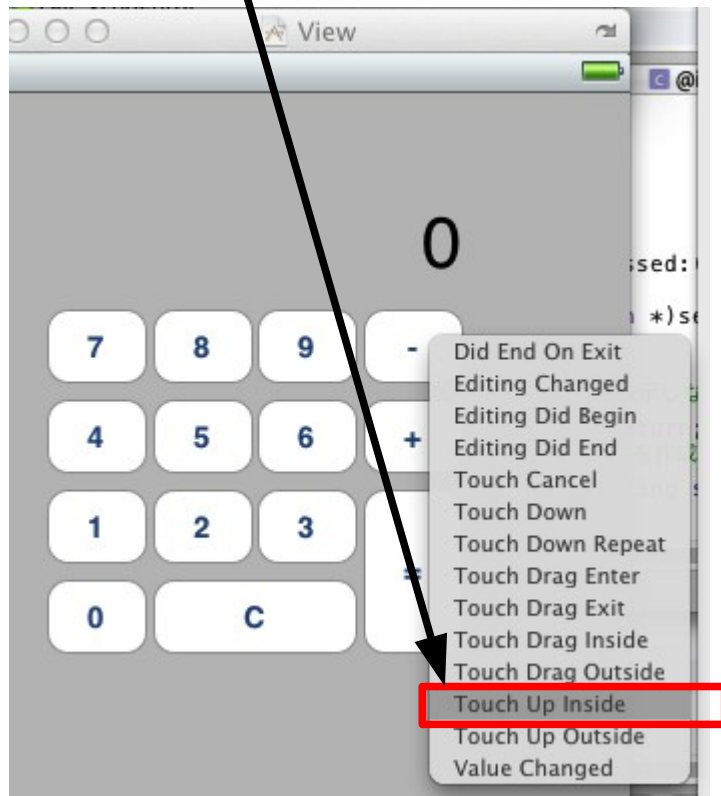 View
@
0
ssed:
*)se
7 8 9 -
4 5 6 +
1 2 3
=
0 C
Did End On Exit
Editing Changed
Editing Did Begin
Editing Did End
Touch Cancel
Touch Down
Touch Down Repeat
Touch Drag Enter
Touch Drag Exit
Touch Drag Inside
Touch Drag Outside
Touch Up Inside
Touch Up Outside
Value Changed